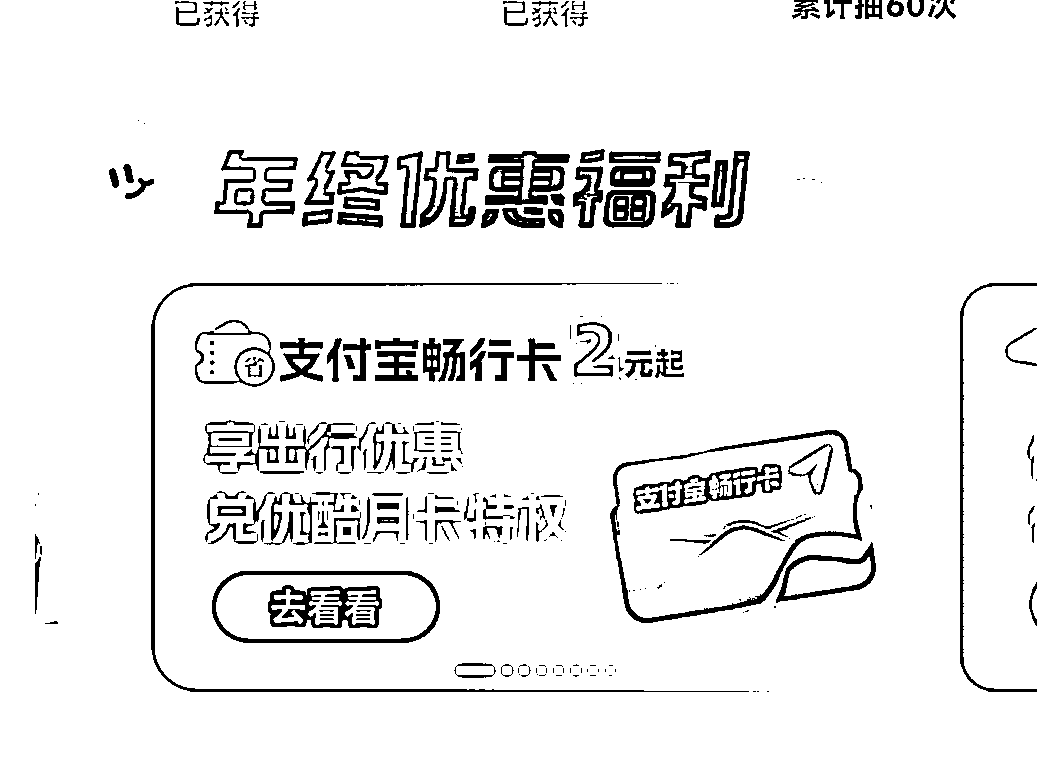 已获得 已获得 累计抽60次
年终优惠福利
省 支付宝畅行卡 2元起
享出行优惠
兑优酷月卡特权
支付宝畅行卡
去看看